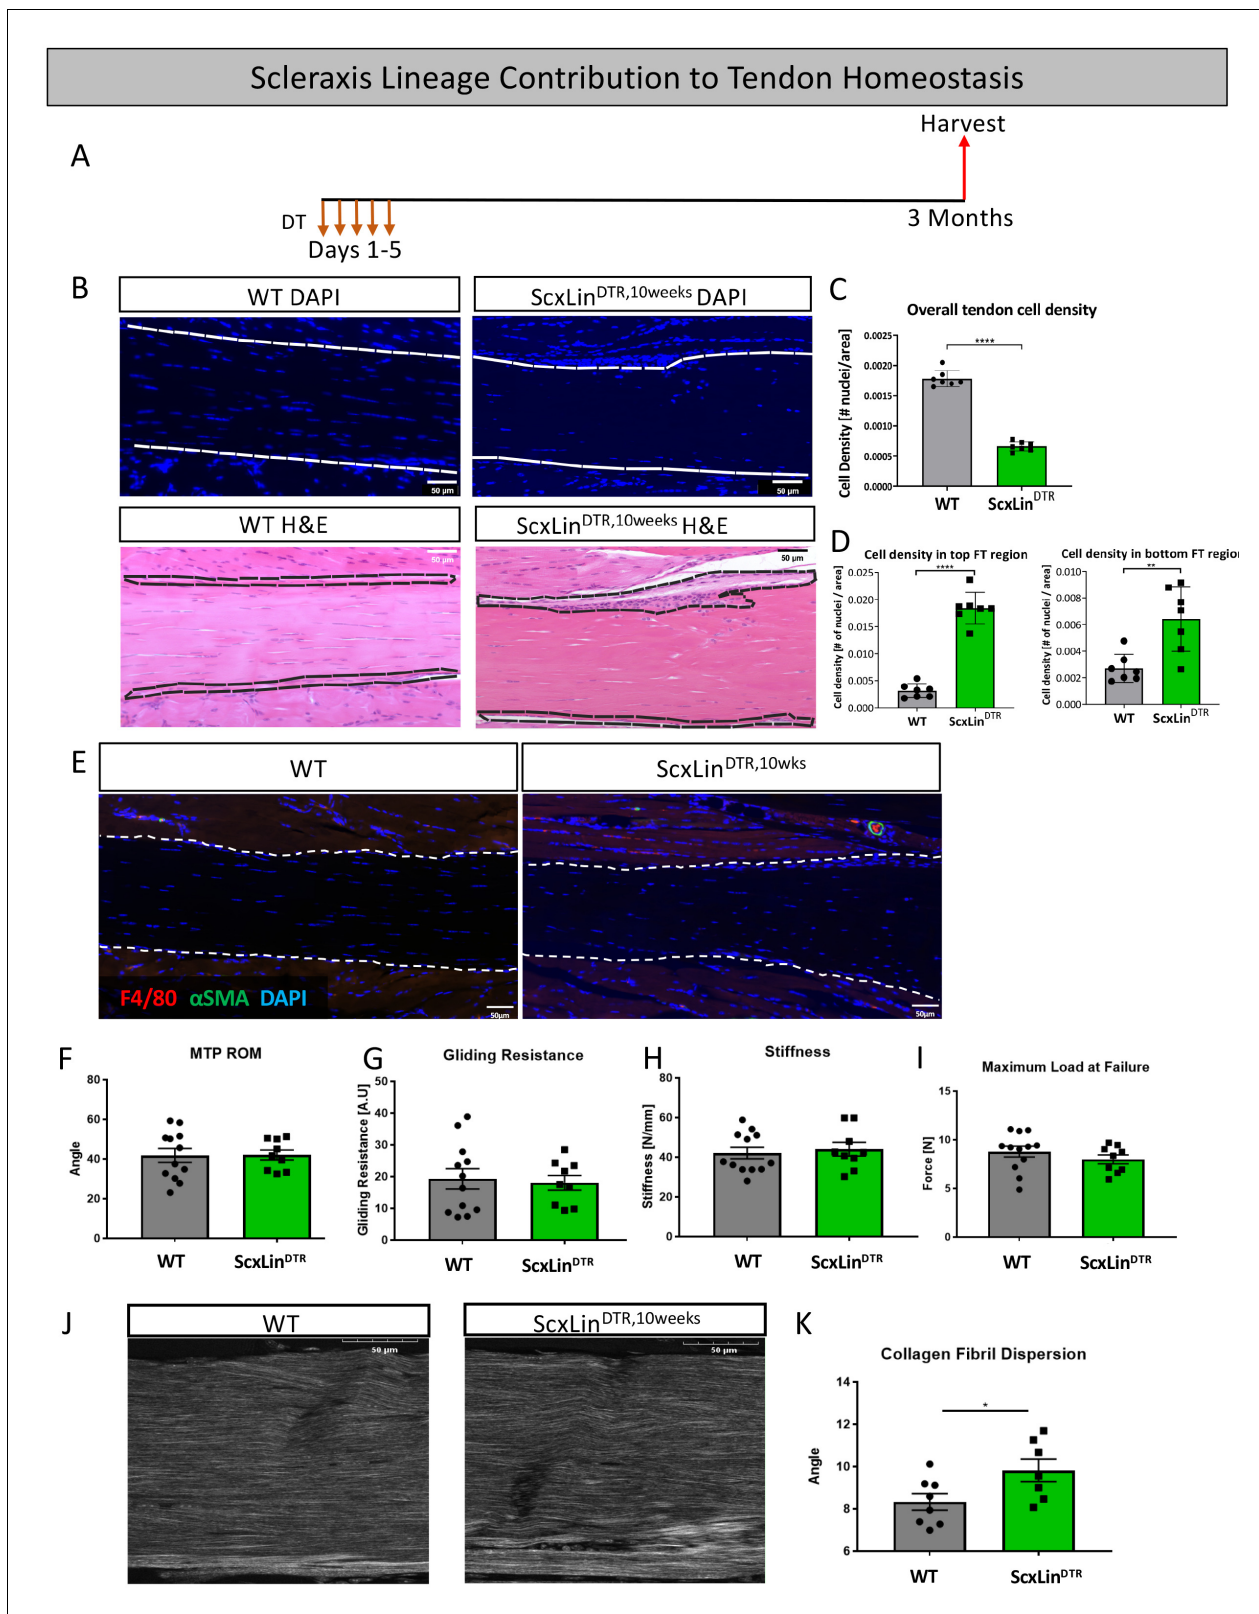 Scleraxis Lineage Contribution to Tendon Homeostasis
A
Harvest
DT
Days 1-5
3 Months
B
WT DAPI
ScxLinDTR,10weeks DAPI
50 μm
50 μm
WT H&E
ScxLinDTR,10weeks H&E
50 μm
50 μm
C
Overall tendon cell density
Cell Density [# nuclei/area]
0.0025
0.0020
0.0015
0.0010
0.0005
0.0000
****
WT
ScxLinDTR
D
Cell density in top FT region
Cell density [# of nuclei / area]
0.025
0.020
0.015
0.010
0.005
0.000
****
WT
ScxLinDTR
Cell density in bottom FT region
Cell density [# of nuclei / area]
0.010
0.008
0.006
0.004
0.002
0.000
**
WT
ScxLinDTR
E
WT
ScxLinDTR,10wks
F4/80 αSMA DAPI
50μm
50μm
F
MTP ROM
Angle
80
60
40
20
0
WT
ScxLinDTR
G
Gliding Resistance
Gliding Resistance [A.U]
50
40
30
20
10
0
WT
ScxLinDTR
H
Stiffness
Stiffness [N/mm]
80
60
40
20
0
WT
ScxLinDTR
I
Maximum Load at Failure
Force [N]
15
10
5
0
WT
ScxLinDTR
J
WT
ScxLinDTR,10weeks
50 μm
50 μm
K
Collagen Fibril Dispersion
Angle
14
12
10
8
6
*
WT
ScxLinDTR